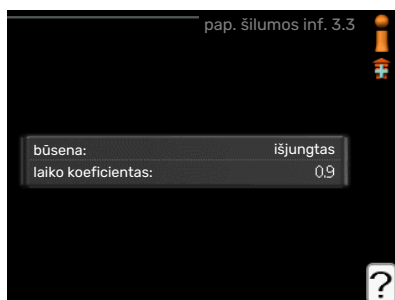 pap. šilumos inf. 3.3
būsena: išjungtas
laiko koeficientas: 0.9
?